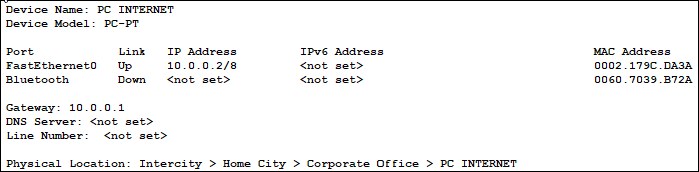 Device Name: PC INTERNET
Device Model: PC-PT
Port Link IP Address IPv6 Address MAC Address
FastEthernet0 Up 10.0.0.2/8 <not set> 0002.179C.DA3A
Bluetooth Down <not set> <not set> 0060.7039.B72A
Gateway: 10.0.0.1
DNS Server: <not set>
Line Number: <not set>
Physical Location: Intercity > Home City > Corporate Office > PC INTERNET